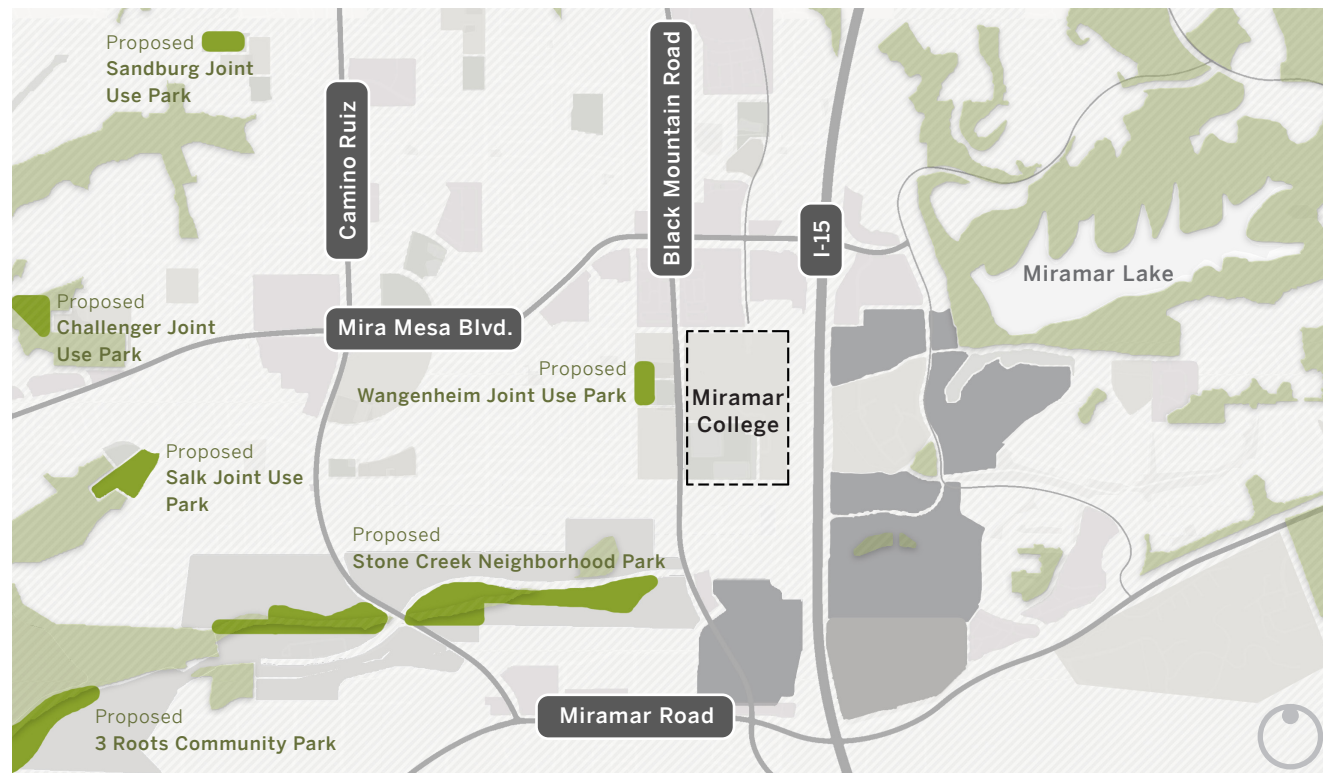 Proposed
Sandburg Joint
Use Park
Camino Ruiz
Black Mountain Road
I-15
Miramar Lake
Proposed
Challenger Joint
Use Park
Mira Mesa Blvd.
Proposed
Wangenheim Joint Use Park
Miramar
College
Proposed
Salk Joint Use
Park
Proposed
Stone Creek Neighborhood Park
Proposed
3 Roots Community Park
Miramar Road